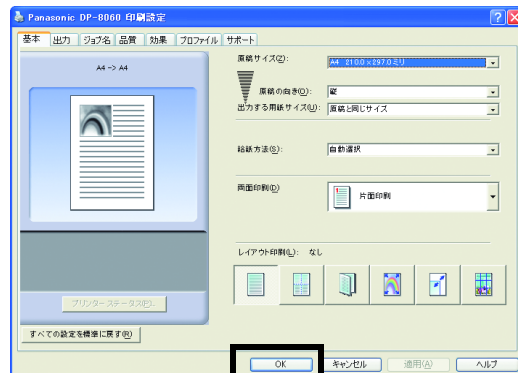 Panasonic DP-8060 印刷設定
基本 出力 ジョブ名 品質 効果 プロファイル サポート
A4 -> A4
原稿サイズ(Z): A4 210.0 x 297.0 ミリ
原稿の向き(O): 縦
出力する用紙サイズ(U): 原稿と同じサイズ
給紙方法(S): 自動選択
両面印刷(D) 片面印刷
レイアウト印刷(L): なし
プリンターステータス(P)...
すべての設定を標準に戻す(R)
OK キャンセル 適用(A) ヘルプ